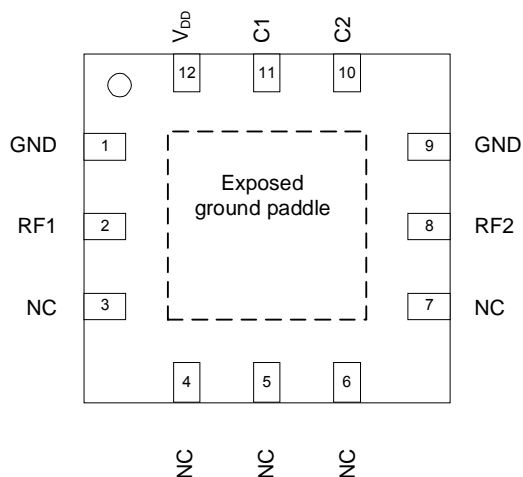 V_DD C1 C2
12 11 10
GND 1 9 GND
Exposed
ground paddle
RF1 2 8 RF2
NC 3 7 NC
4 5 6
NC NC NC